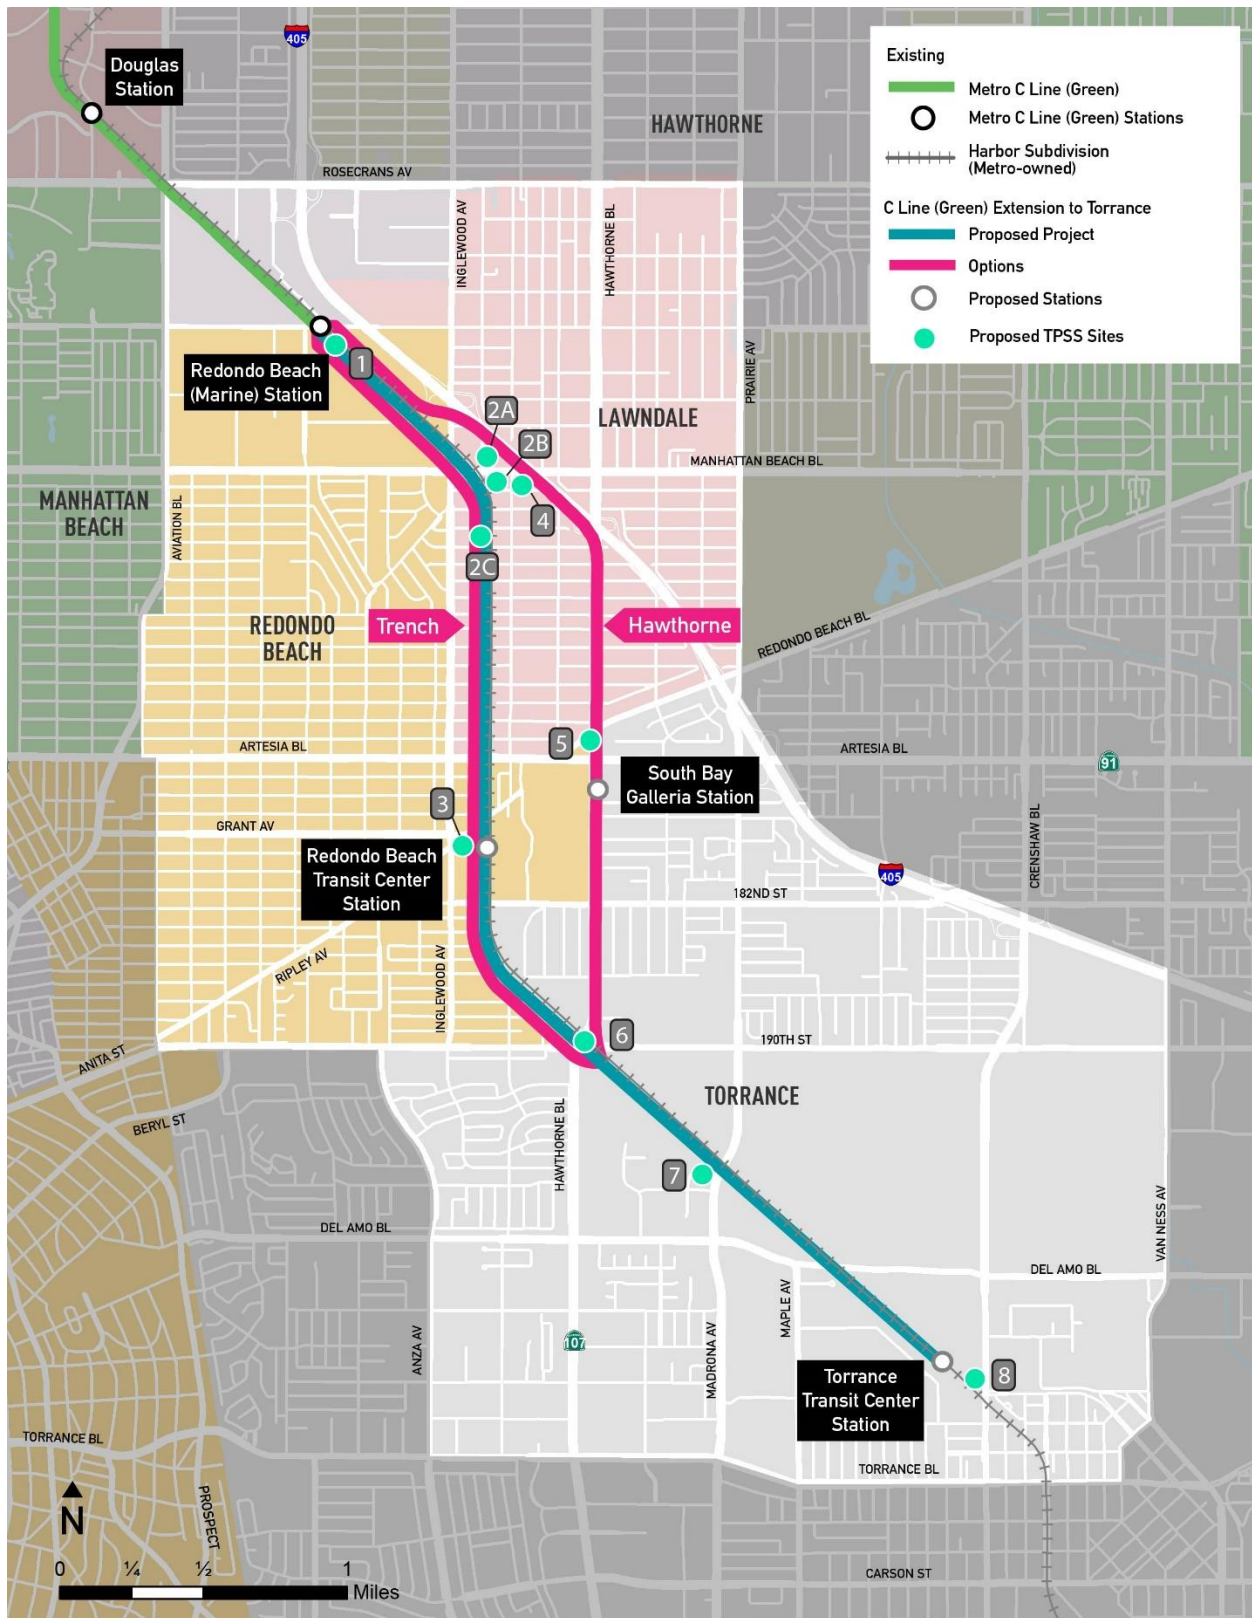 405
Douglas
Station
HAWTHORNE
ROSECRANS AV
INGLEWOOD AV
HAWTHORNE BL
PRAIRIE AV
Existing
Metro C Line (Green)
Metro C Line (Green) Stations
Harbor Subdivision
(Metro-owned)
C Line (Green) Extension to Torrance
Proposed Project
Options
Proposed Stations
Proposed TPSS Sites
Redondo Beach
(Marine) Station
1
2A
2B
LAWNDALE
MANHATTAN BEACH BL
MANHATTAN
BEACH
AVIATION BL
4
2C
REDONDO
BEACH
Trench
Hawthorne
REDONDO BEACH BL
ARTESIA BL
5
ARTESIA BL
91
South Bay
Galleria Station
3
GRANT AV
Redondo Beach
Transit Center
Station
CRENSHAW BL
405
182ND ST
RIPLEY AV
INGLEWOOD AV
6
190TH ST
ANITA ST
BERYL ST
TORRANCE
HAWTHORNE BL
7
DEL AMO BL
VAN NESS AV
DEL AMO BL
MAPLE AV
ANZA AV
107
MADRONA AV
Torrance
Transit Center
Station
8
TORRANCE BL
TORRANCE BL
PROSPECT
N
0 ¼ ½ 1
Miles
CARSON ST